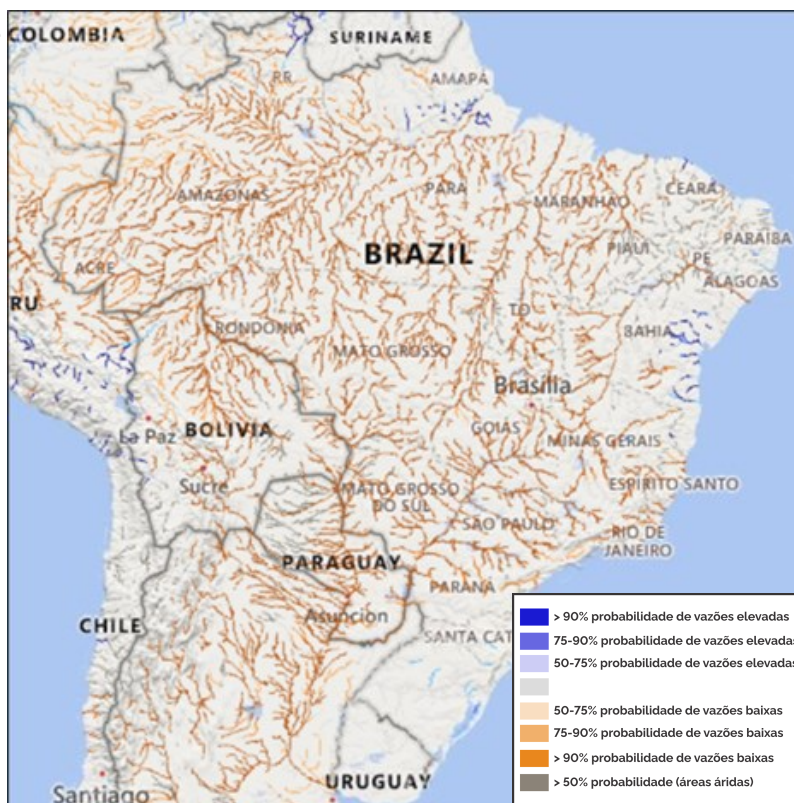 COLOMBIA
SURINAME
RR
AMAPÁ
AMAZONAS
PARÁ
MARANHÃO
CEARÁ
BRAZIL
PIAUÍ
PARAÍBA
PE
ACRE
ALAGOAS
RU
TO
RONDÔNIA
BAHIA
MATO GROSSO
Brasília
La Paz
BOLIVIA
GOIÁS
MINAS GERAIS
Sucre
MATO GROSSO
DO SUL
ESPÍRITO SANTO
SÃO PAULO
RIO DE
JANEIRO
PARAGUAY
PARANÁ
Asunción
CHILE
SANTA CAT
Santiago
URUGUAY
> 90% probabilidade de vazões elevadas
75-90% probabilidade de vazões elevadas
50-75% probabilidade de vazões elevadas
50-75% probabilidade de vazões baixas
75-90% probabilidade de vazões baixas
> 90% probabilidade de vazões baixas
> 50% probabilidade (áreas áridas)